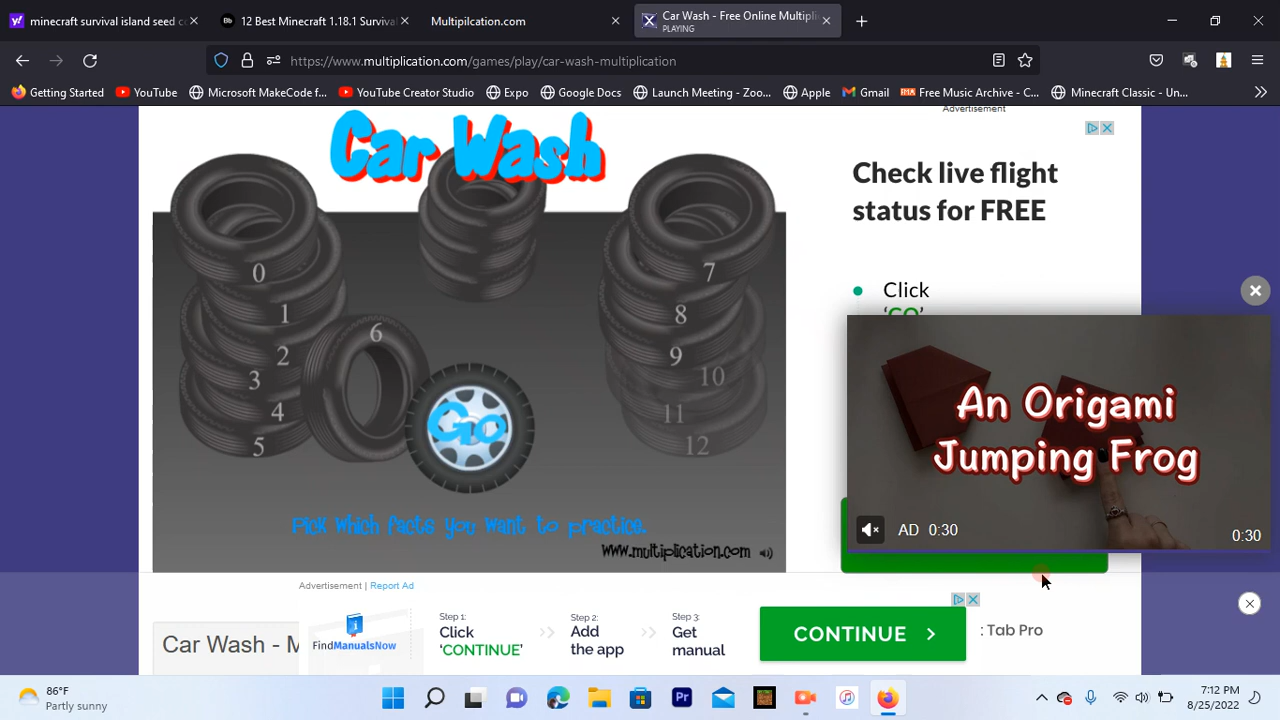 minecraft survival island seed c
12 Best Minecraft 1.18.1 Survival
Multipilcation.com
Car Wash - Free Online Multipli
PLAYING
https://www.multiplication.com/games/play/car-wash-multiplication
Getting Started
YouTube
Microsoft MakeCode f...
YouTube Creator Studio
Expo
Google Docs
Launch Meeting - Zoo...
Apple
Gmail
Free Music Archive - C...
Minecraft Classic - Un...
Advertisement
Car Wash
Check live flight
status for FREE
Click
'GO'
0
1
2
3
4
5
6
7
8
9
10
11
12
Go
Pick which facts you want to practice.
www.multiplication.com
An Origami
Jumping Frog
AD 0:30
0:30
Advertisement | Report Ad
Car Wash - M
FindManualsNow
Step 1:
Click
'CONTINUE'
Step 2:
Add
the app
Step 3:
Get
manual
CONTINUE
: Tab Pro
86°F
Partly sunny
Pr
7:12 PM
8/25/2022